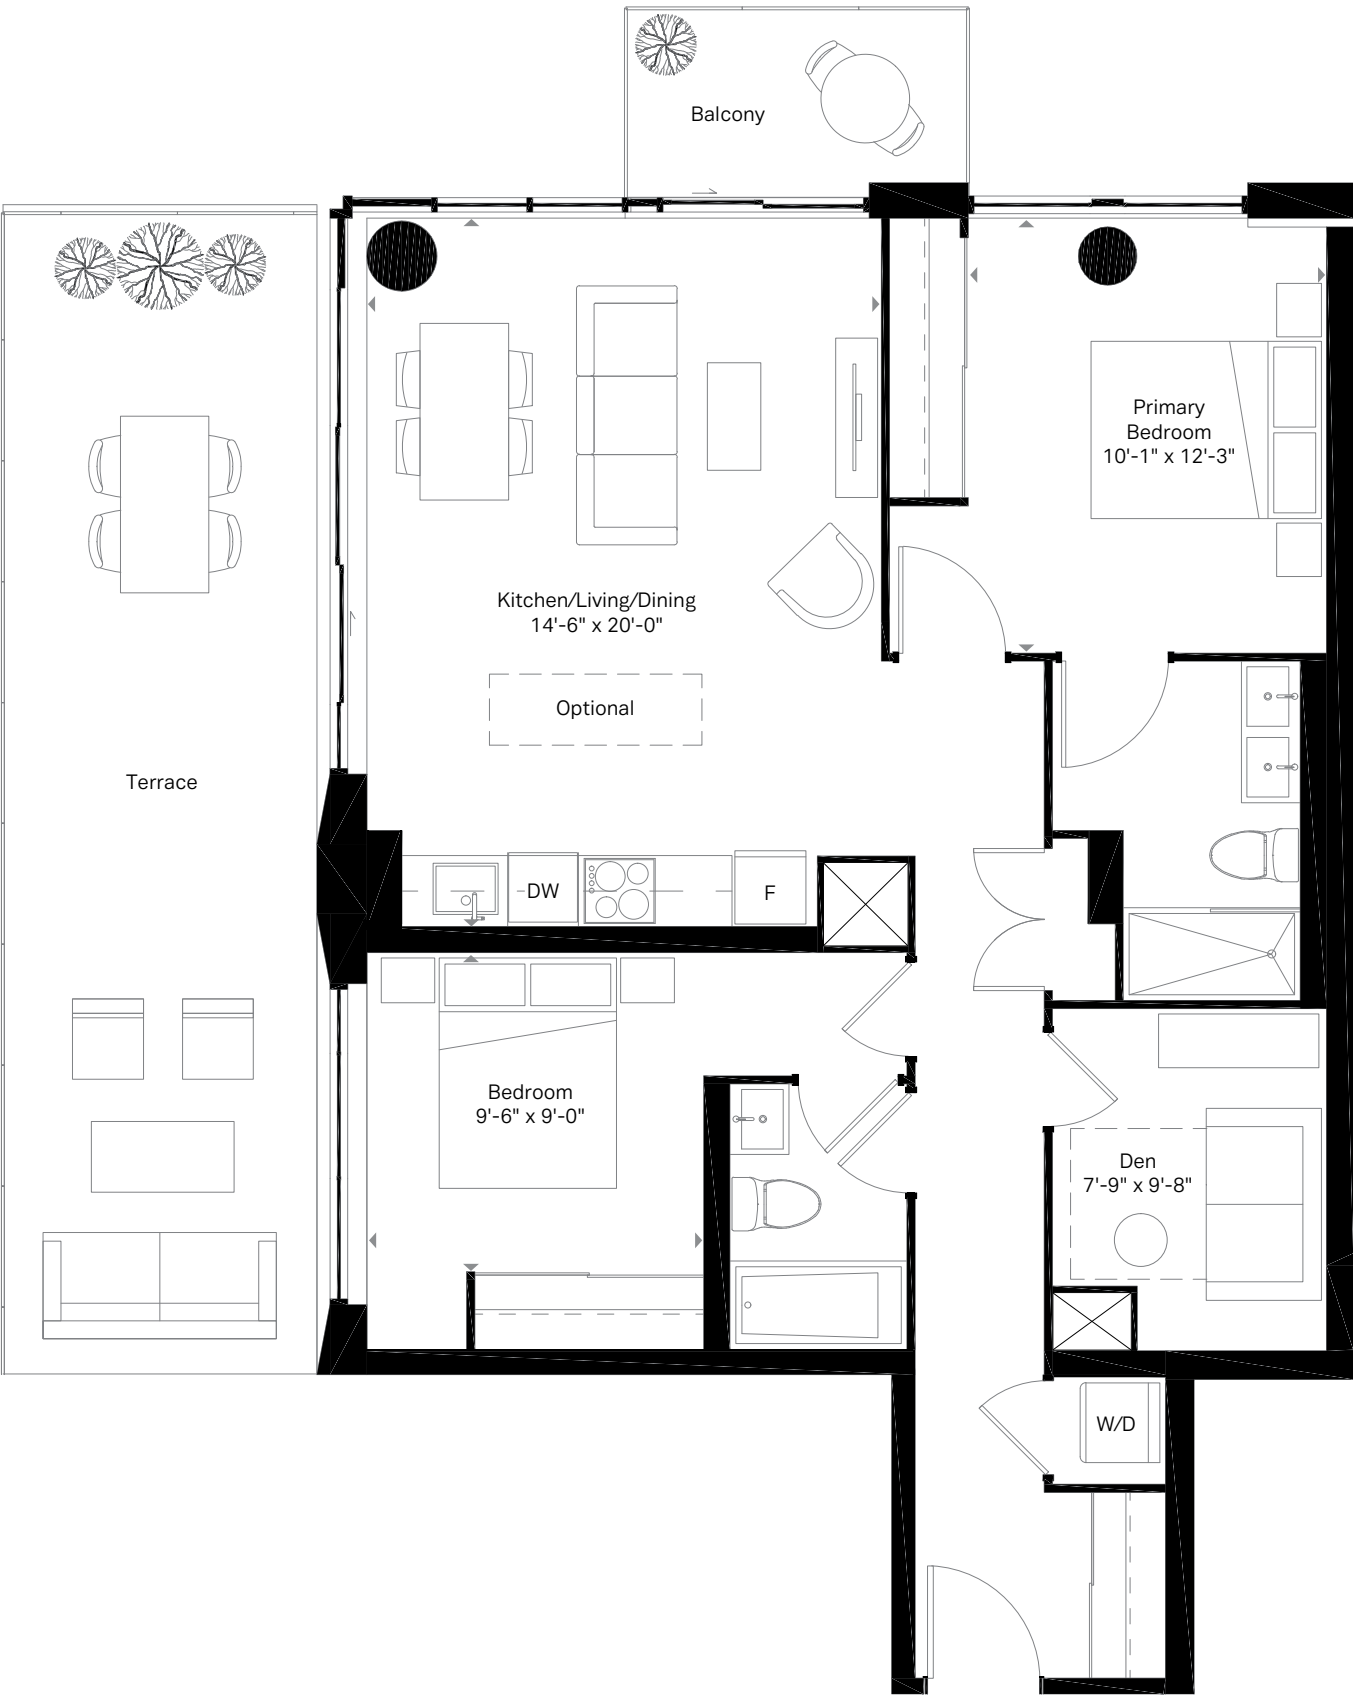 Balcony
Primary
Bedroom
10'-1" x 12'-3"
Kitchen/Living/Dining
14'-6" x 20'-0"
Optional
Terrace
DW
F
Bedroom
9'-6" x 9'-0"
Den
7'-9" x 9'-8"
W/D